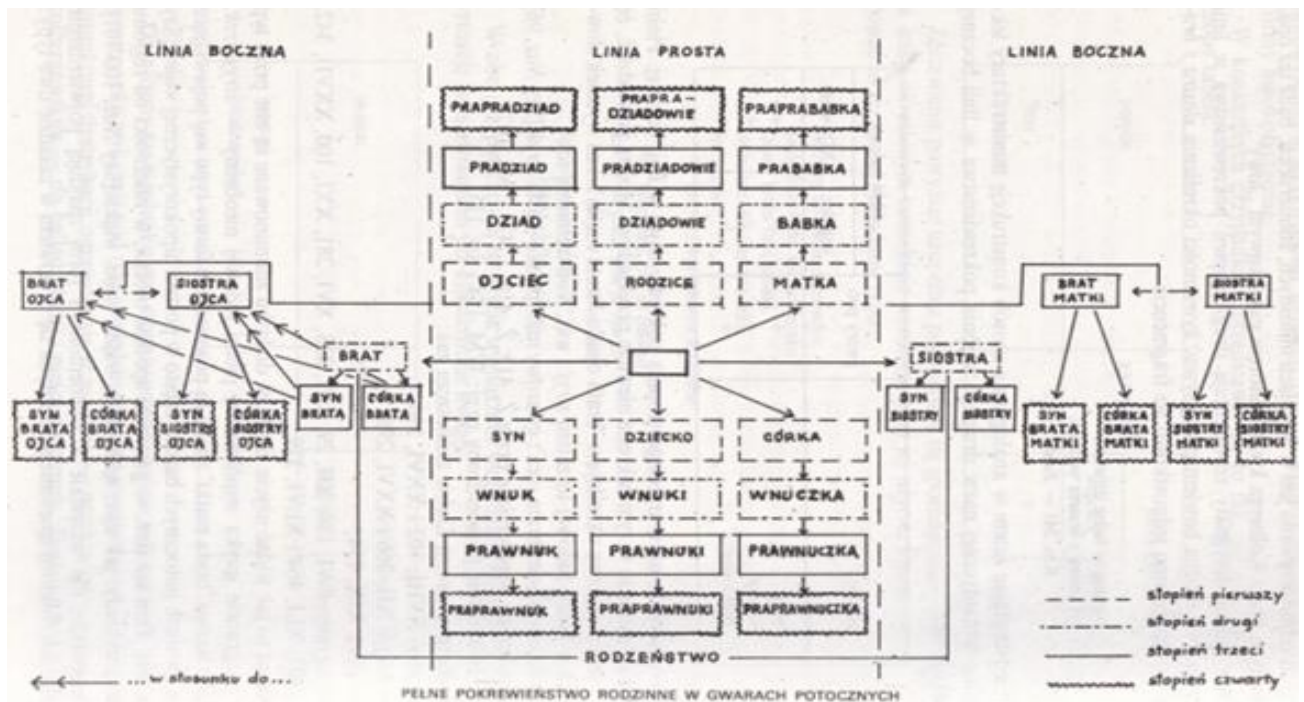 LINIA BOCZNA
LINIA PROSTA
LINIA BOCZNA
PRAPRADZIAD
PRAPRA-
DZIADOWIE
PRAPRABABKA
PRADZIAD
PRADZIADOWIE
PRABABKA
DZIAD
DZIADOWIE
BABKA
OJCIEC
RODZICE
MATKA
BRAT
OJCA
SIOSTRA
OJCA
BRAT
MATKI
SIOSTRA
MATKI
BRAT
SIOSTRA
SYN
BRATA
CÓRKA
BRATA
SYN
SIOSTRY
CÓRKA
SIOSTRY
SYN
BRATA
OJCA
CÓRKA
BRATA
OJCA
SYN
SIOSTRY
OJCA
CÓRKA
SIOSTRY
OJCA
SYN
BRATA
MATKI
CÓRKA
BRATA
MATKI
SYN
SIOSTRY
MATKI
CÓRKA
SIOSTRY
MATKI
SYN
DZIECKO
CÓRKA
WNUK
WNUKI
WNUCZKA
PRAWNUK
PRAWNUKI
PRAWNUCZKA
PRAPRAWNUK
PRAPRAWNUKI
PRAPRAWNUCZKA
RODZEŃSTWO
stopień pierwszy
stopień drugi
stopień trzeci
stopień czwarty
...w stosunku do...
PEŁNE POKREWIEŃSTWO RODZINNE W GWARACH POTOCZNYCH